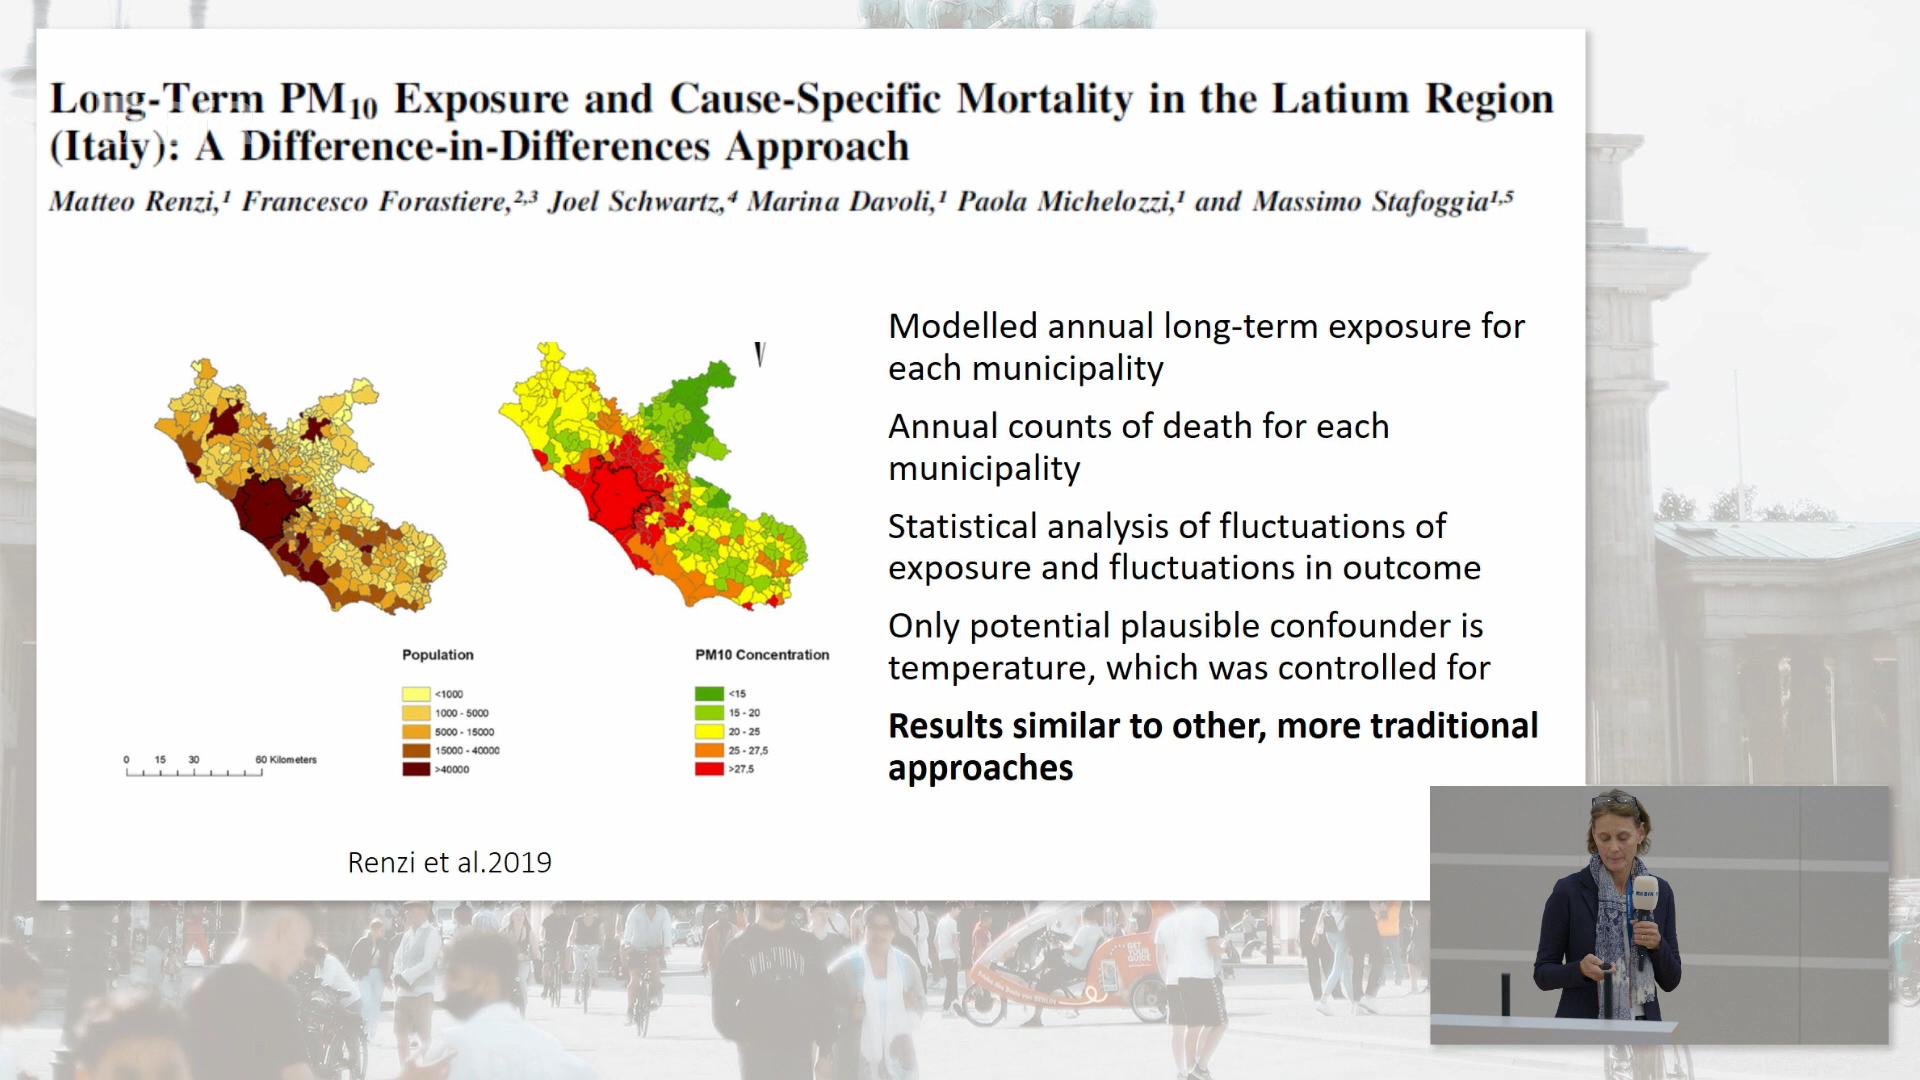 Long-Term PM₁₀ Exposure and Cause-Specific Mortality in the Latium Region
(Italy): A Difference-in-Differences Approach
Matteo Renzi,¹ Francesco Forastiere,²,³ Joel Schwartz,⁴ Marina Davoli,¹ Paola Michelozzi,¹ and Massimo Stafoggia¹,⁵
Modelled annual long-term exposure for
each municipality
Annual counts of death for each
municipality
Statistical analysis of fluctuations of
exposure and fluctuations in outcome
Only potential plausible confounder is
temperature, which was controlled for
Results similar to other, more traditional
approaches
Population
<1000
1000 - 5000
5000 - 15000
15000 - 40000
>40000
PM10 Concentration
<15
15 - 20
20 - 25
25 - 27,5
>27,5
0 15 30 60 Kilometers
Renzi et al.2019
GET
YOUR
GUIDE